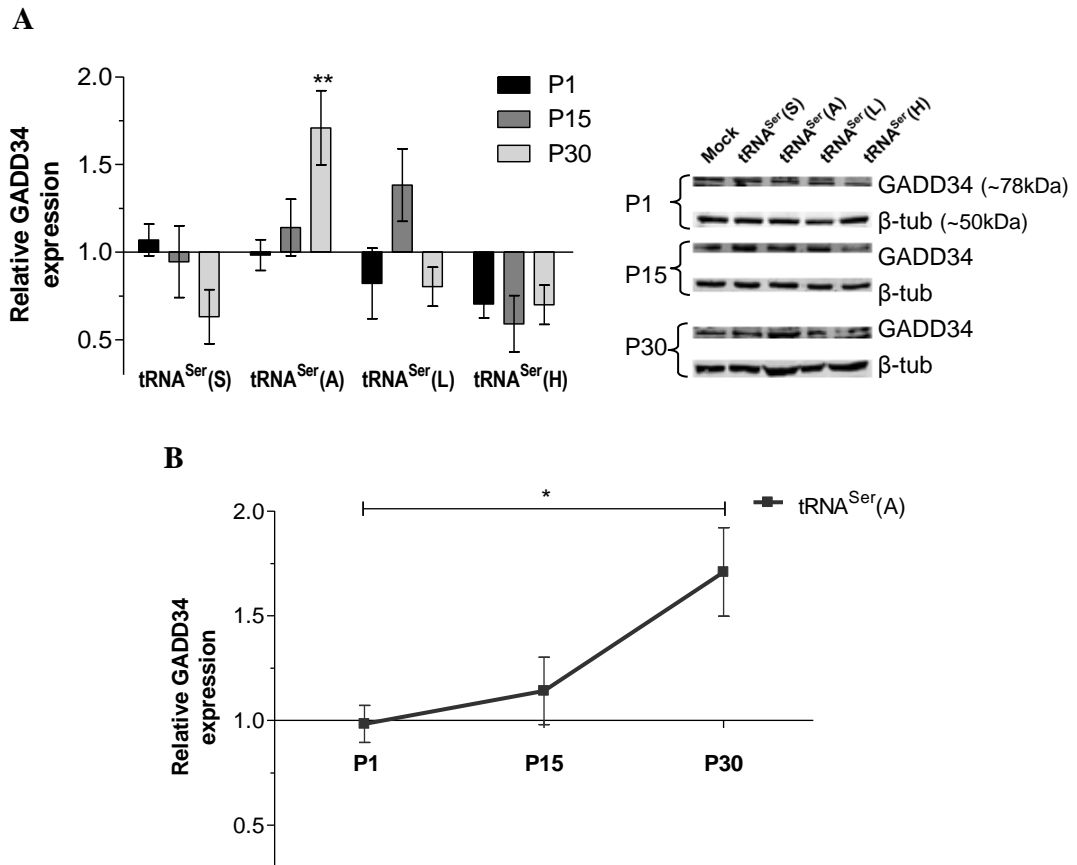 A
Relative GADD34
expression
2.0
1.5
1.0
0.5
**
P1
P15
P30
tRNA^Ser(S)
tRNA^Ser(A)
tRNA^Ser(L)
tRNA^Ser(H)
Mock
tRNA^Ser(S)
tRNA^Ser(A)
tRNA^Ser(L)
tRNA^Ser(H)
P1
GADD34 (~78kDa)
β-tub (~50kDa)
P15
GADD34
β-tub
P30
GADD34
β-tub
B
Relative GADD34
expression
2.0
1.5
1.0
0.5
*
tRNA^Ser(A)
P1
P15
P30